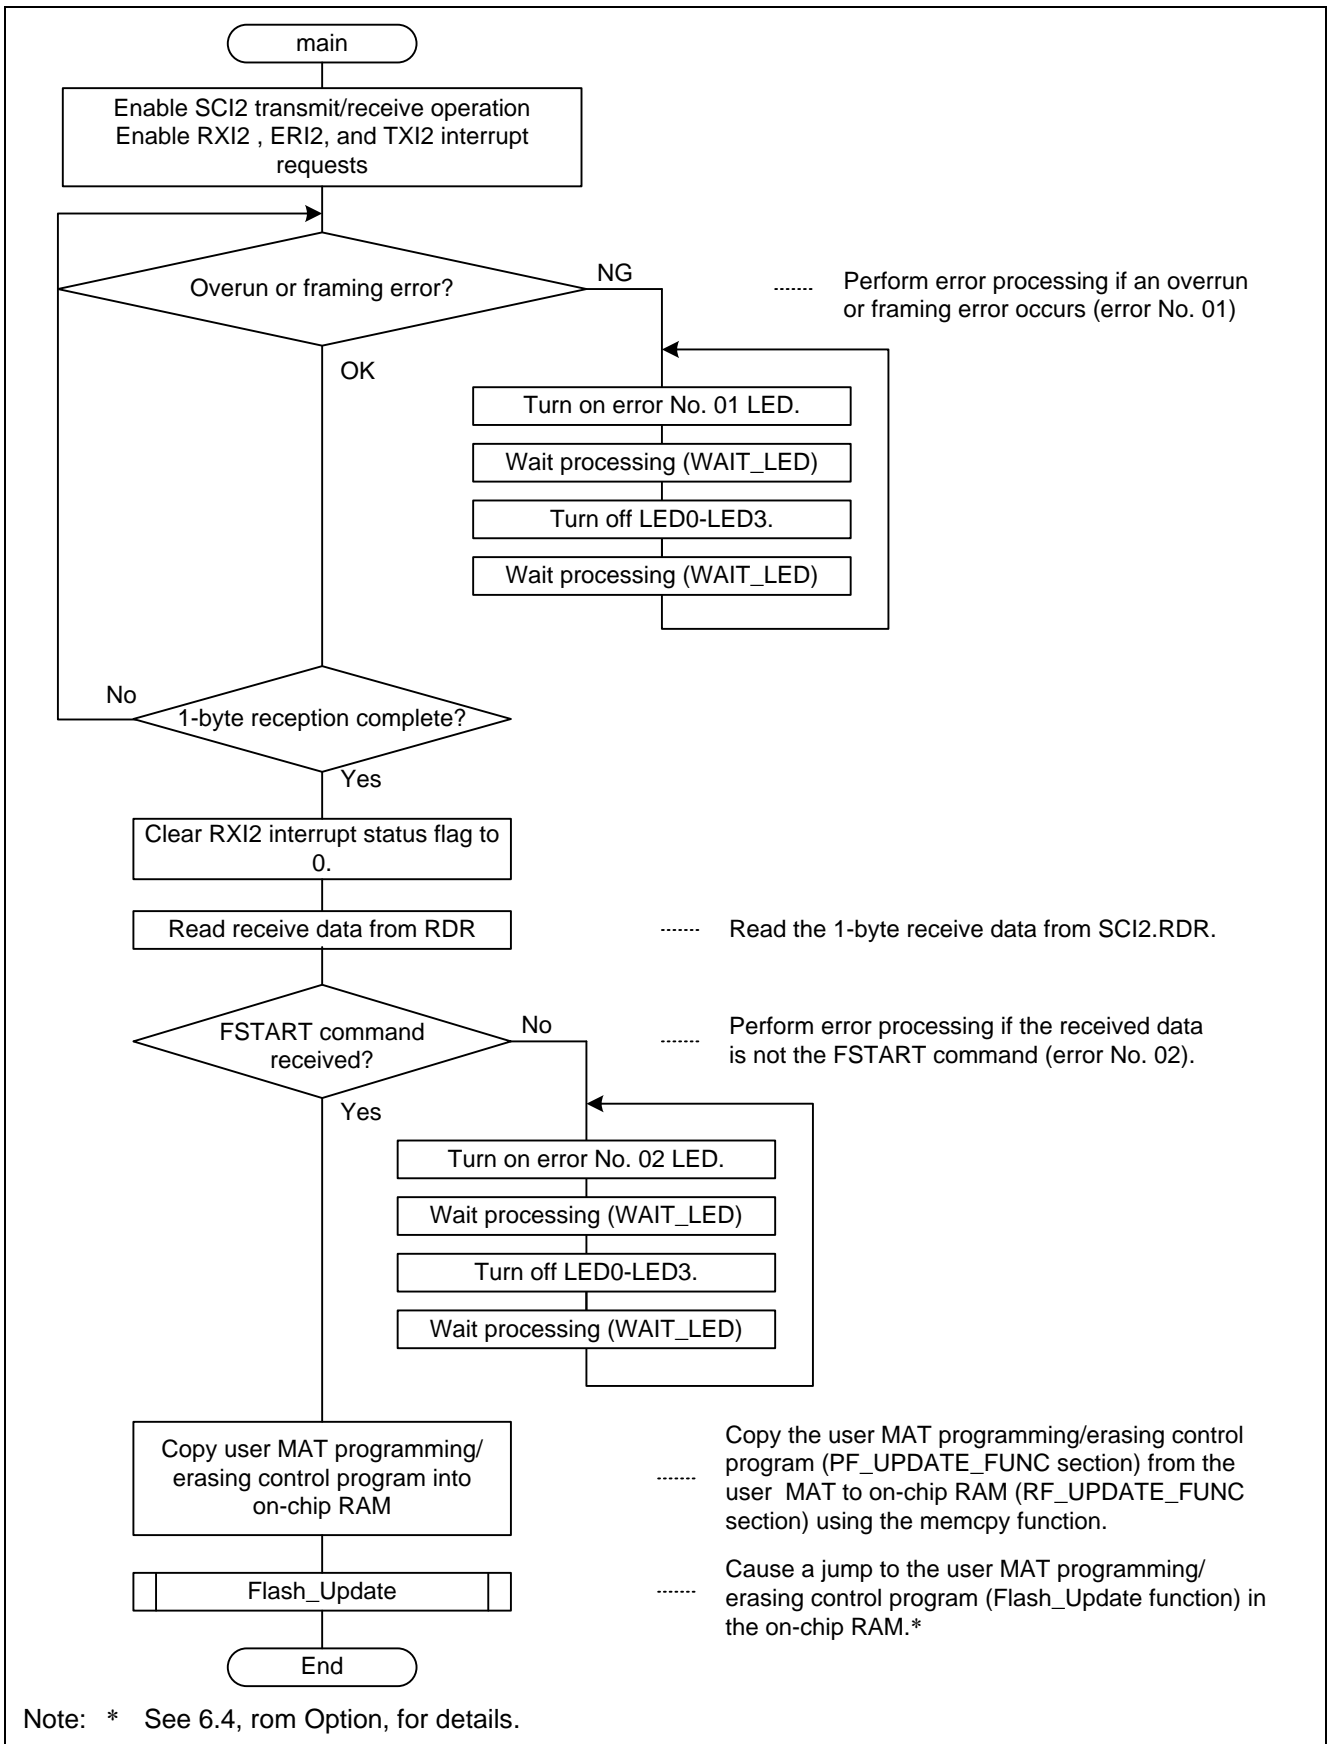 main
Enable SCI2 transmit/receive operation
Enable RXI2 , ERI2, and TXI2 interrupt
requests
Overun or framing error?
NG
Perform error processing if an overrun
or framing error occurs (error No. 01)
OK
Turn on error No. 01 LED.
Wait processing (WAIT_LED)
Turn off LED0-LED3.
Wait processing (WAIT_LED)
No
1-byte reception complete?
Yes
Clear RXI2 interrupt status flag to
0.
Read receive data from RDR
Read the 1-byte receive data from SCI2.RDR.
FSTART command
received?
No
Perform error processing if the received data
is not the FSTART command (error No. 02).
Yes
Turn on error No. 02 LED.
Wait processing (WAIT_LED)
Turn off LED0-LED3.
Wait processing (WAIT_LED)
Copy user MAT programming/
erasing control program into
on-chip RAM
Copy the user MAT programming/erasing control
program (PF_UPDATE_FUNC section) from the
user MAT to on-chip RAM (RF_UPDATE_FUNC
section) using the memcpy function.
Flash_Update
Cause a jump to the user MAT programming/
erasing control program (Flash_Update function) in
the on-chip RAM.*
End
Note: * See 6.4, rom Option, for details.